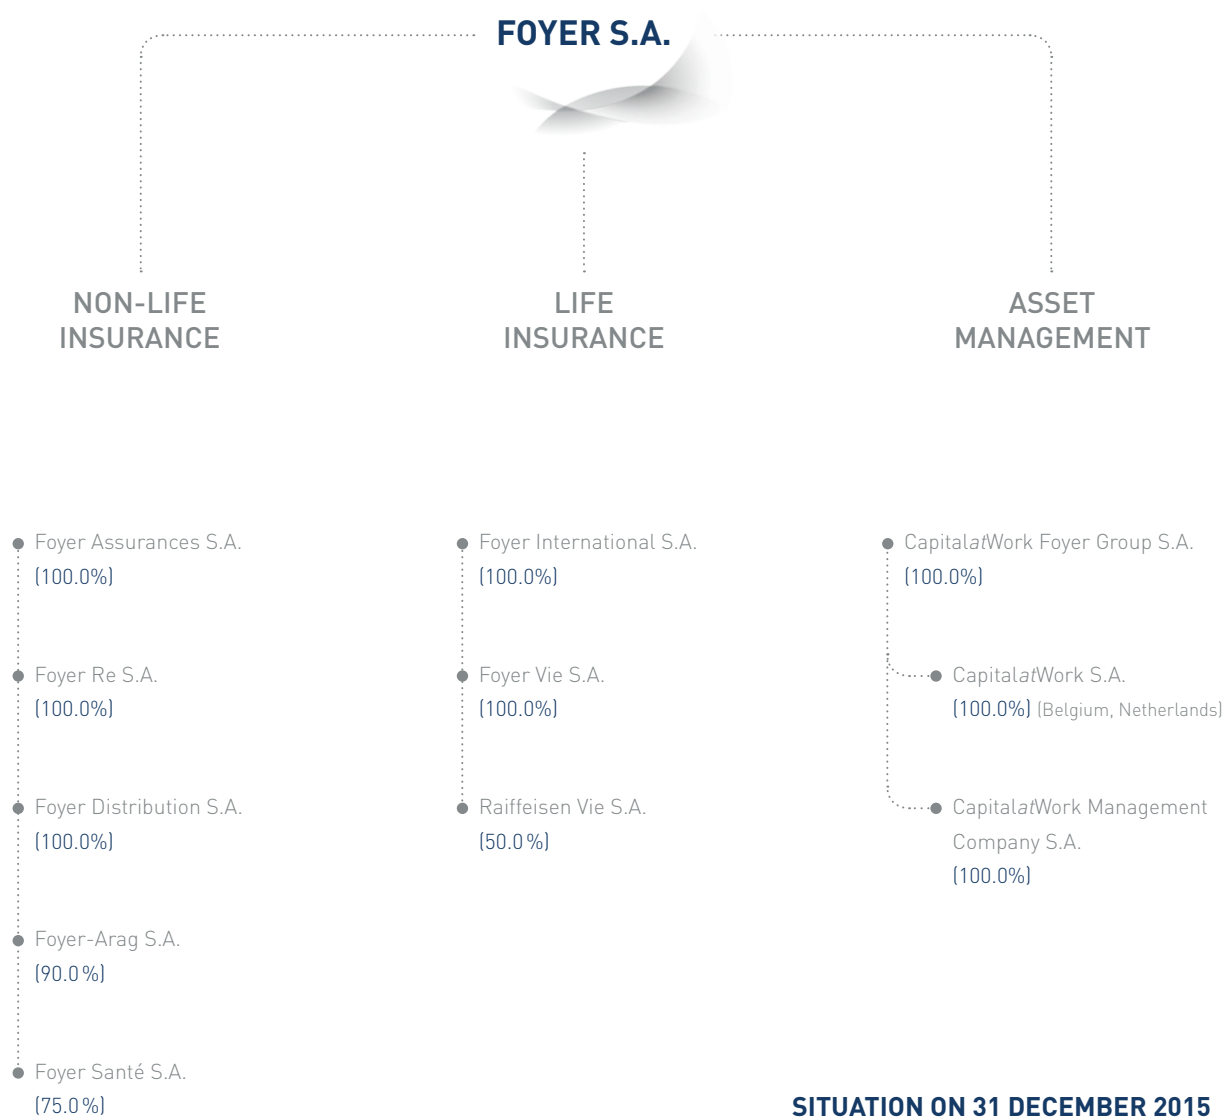 FOYER S.A.
NON-LIFE
INSURANCE
LIFE
INSURANCE
ASSET
MANAGEMENT
Foyer Assurances S.A.
(100.0%)
Foyer Re S.A.
(100.0%)
Foyer Distribution S.A.
(100.0%)
Foyer-Arag S.A.
(90.0%)
Foyer Santé S.A.
(75.0%)
Foyer International S.A.
(100.0%)
Foyer Vie S.A.
(100.0%)
Raiffeisen Vie S.A.
(50.0%)
CapitalatWork Foyer Group S.A.
(100.0%)
CapitalatWork S.A.
(100.0%) (Belgium, Netherlands)
CapitalatWork Management
Company S.A.
(100.0%)
SITUATION ON 31 DECEMBER 2015